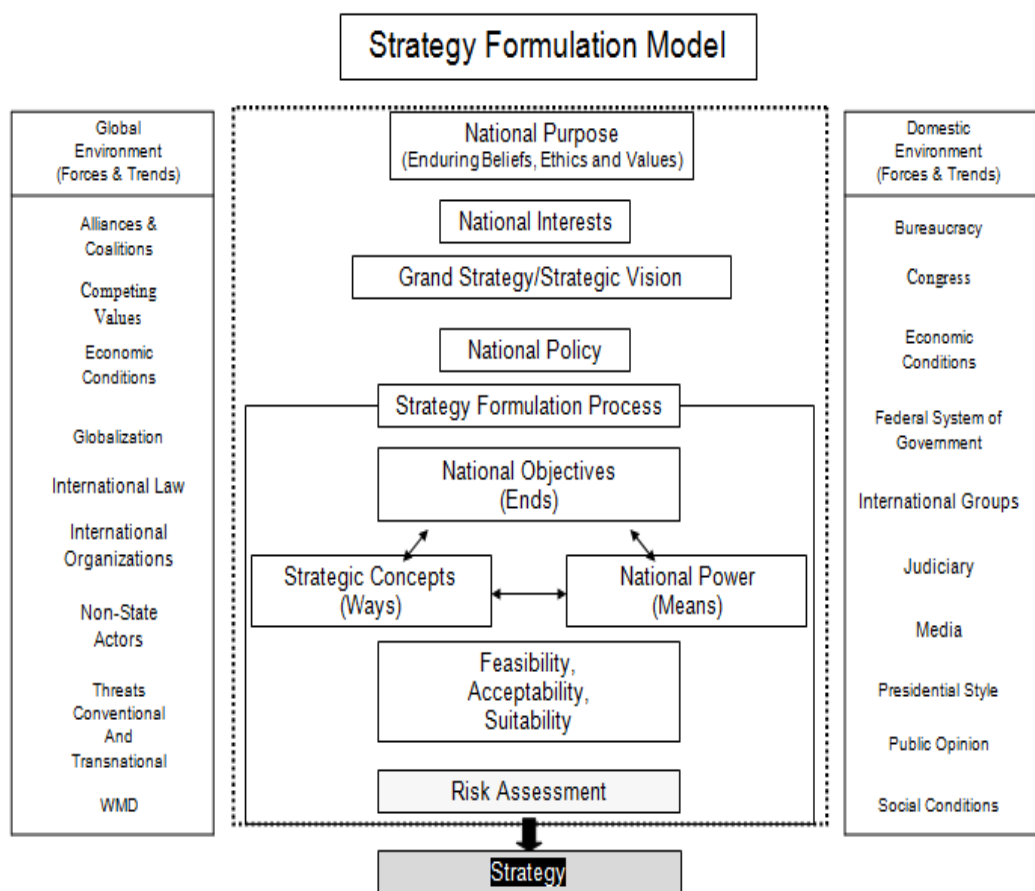 Strategy Formulation Model
Global
Environment
(Forces & Trends)
Alliances &
Coalitions
Competing
Values
Economic
Conditions
Globalization
International Law
International
Organizations
Non-State
Actors
Threats
Conventional
And
Transnational
WMD
National Purpose
(Enduring Beliefs, Ethics and Values)
National Interests
Grand Strategy/Strategic Vision
National Policy
Strategy Formulation Process
National Objectives
(Ends)
Strategic Concepts
(Ways)
National Power
(Means)
Feasibility,
Acceptability,
Suitability
Risk Assessment
Strategy
Domestic
Environment
(Forces & Trends)
Bureaucracy
Congress
Economic
Conditions
Federal System of
Government
International Groups
Judiciary
Media
Presidential Style
Public Opinion
Social Conditions